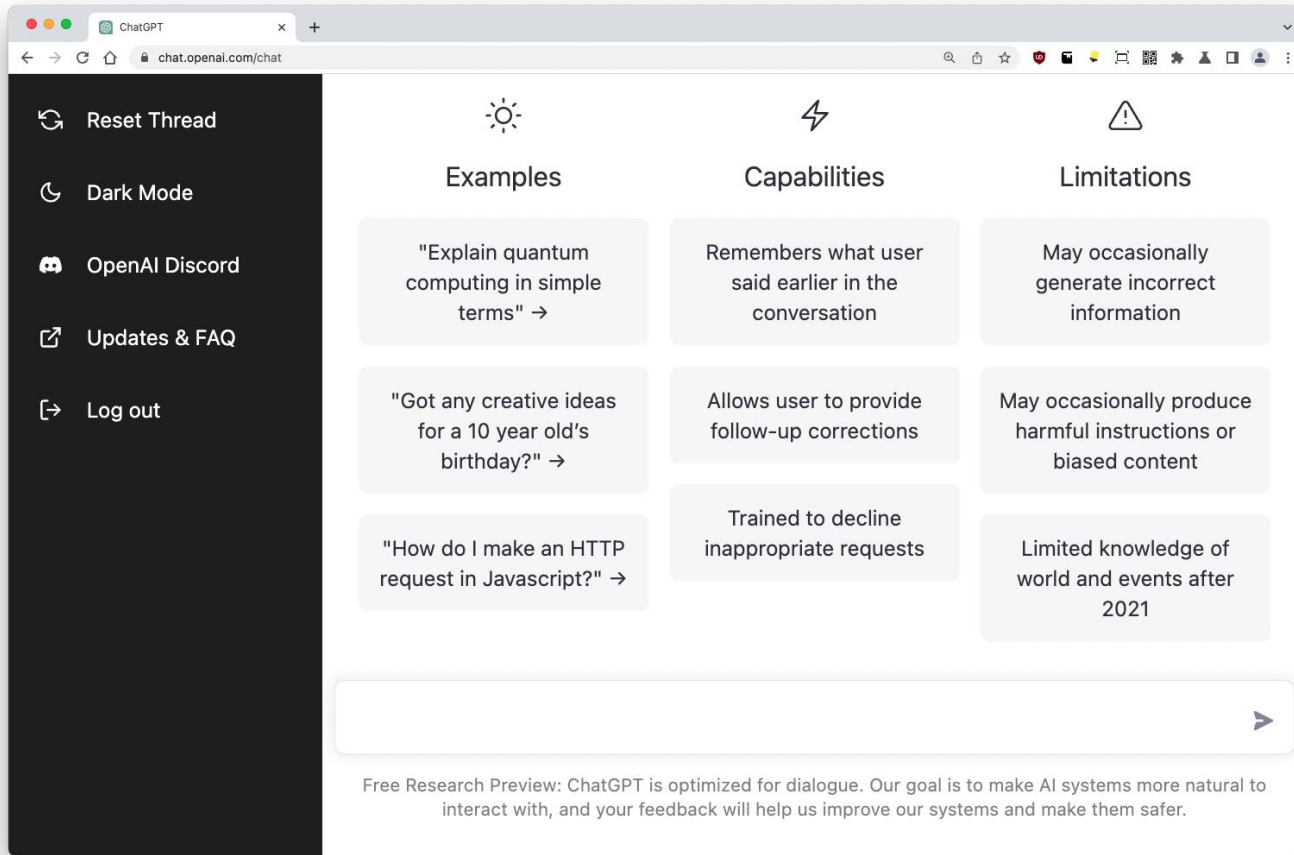 ChatGPT
chat.openai.com/chat
Reset Thread
Dark Mode
OpenAI Discord
Updates & FAQ
Log out
Examples
"Explain quantum
computing in simple
terms" →
"Got any creative ideas
for a 10 year old’s
birthday?" →
"How do I make an HTTP
request in Javascript?" →
Capabilities
Remembers what user
said earlier in the
conversation
Allows user to provide
follow-up corrections
Trained to decline
inappropriate requests
Limitations
May occasionally
generate incorrect
information
May occasionally produce
harmful instructions or
biased content
Limited knowledge of
world and events after
2021
Free Research Preview: ChatGPT is optimized for dialogue. Our goal is to make AI systems more natural to
interact with, and your feedback will help us improve our systems and make them safer.